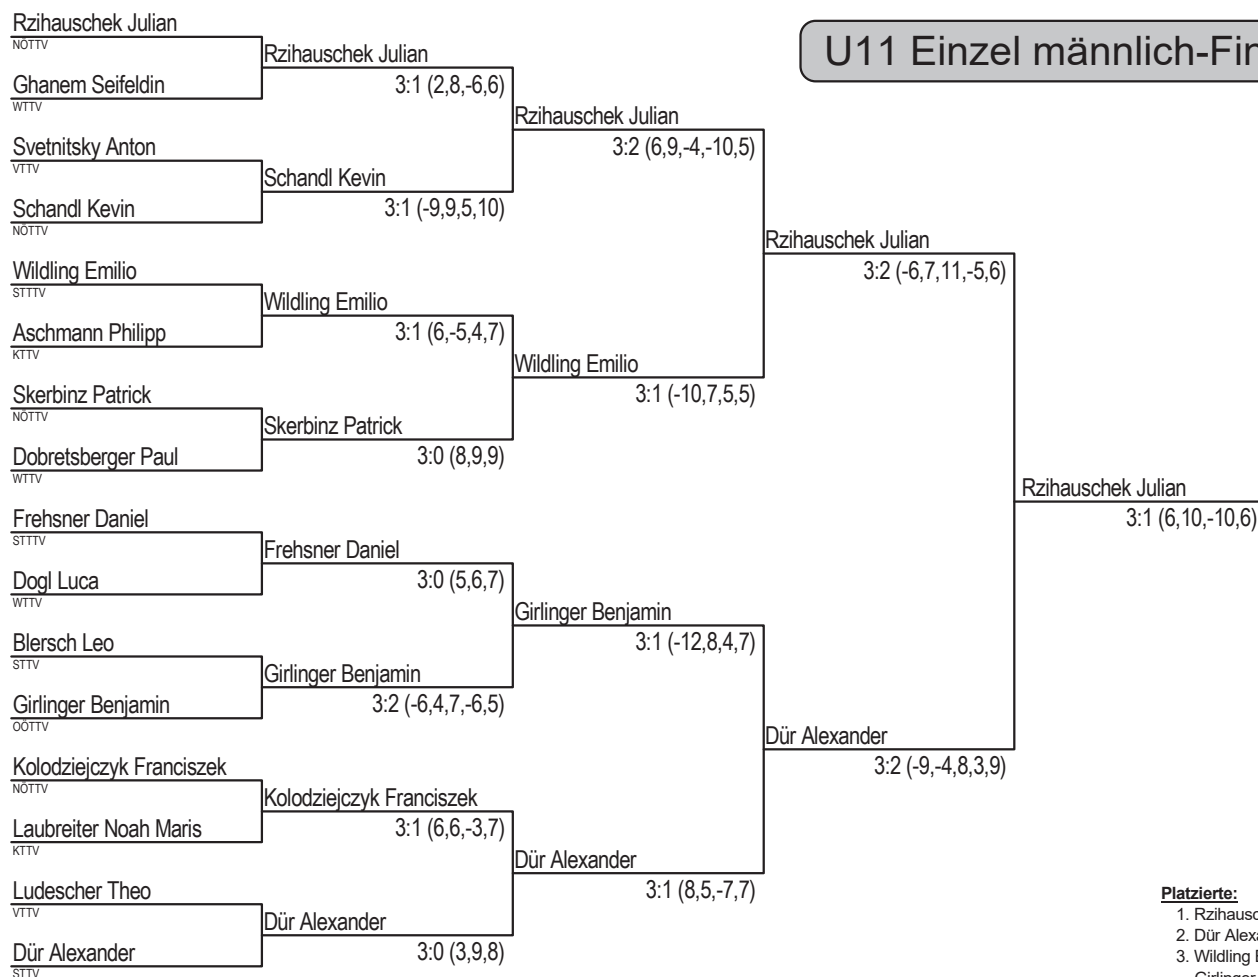 U11 Einzel männlich-Fin
Rzihauschek Julian
NÖTTV
Ghanem Seifeldin
WTTV
Svetnitsky Anton
VTTV
Schandl Kevin
NÖTTV
Wildling Emilio
STTTV
Aschmann Philipp
KTTV
Skerbinz Patrick
NÖTTV
Dobretsberger Paul
WTTV
Frehsner Daniel
STTTV
Dogl Luca
WTTV
Blersch Leo
STTV
Girlinger Benjamin
OÖTTV
Kolodziejczyk Franciszek
NÖTTV
Laubreiter Noah Maris
KTTV
Ludescher Theo
VTTV
Dür Alexander
STTV
Rzihauschek Julian
3:1 (2,8,-6,6)
Schandl Kevin
3:1 (-9,9,5,10)
Wildling Emilio
3:1 (6,-5,4,7)
Skerbinz Patrick
3:0 (8,9,9)
Frehsner Daniel
3:0 (5,6,7)
Girlinger Benjamin
3:2 (-6,4,7,-6,5)
Kolodziejczyk Franciszek
3:1 (6,6,-3,7)
Dür Alexander
3:0 (3,9,8)
Rzihauschek Julian
3:2 (6,9,-4,-10,5)
Wildling Emilio
3:1 (-10,7,5,5)
Girlinger Benjamin
3:1 (-12,8,4,7)
Dür Alexander
3:1 (8,5,-7,7)
Rzihauschek Julian
3:2 (-6,7,11,-5,6)
Dür Alexander
3:2 (-9,-4,8,3,9)
Rzihauschek Julian
3:1 (6,10,-10,6)
Platzierte:
1. Rzihausc
2. Dür Alexa
3. Wildling
Girlinger